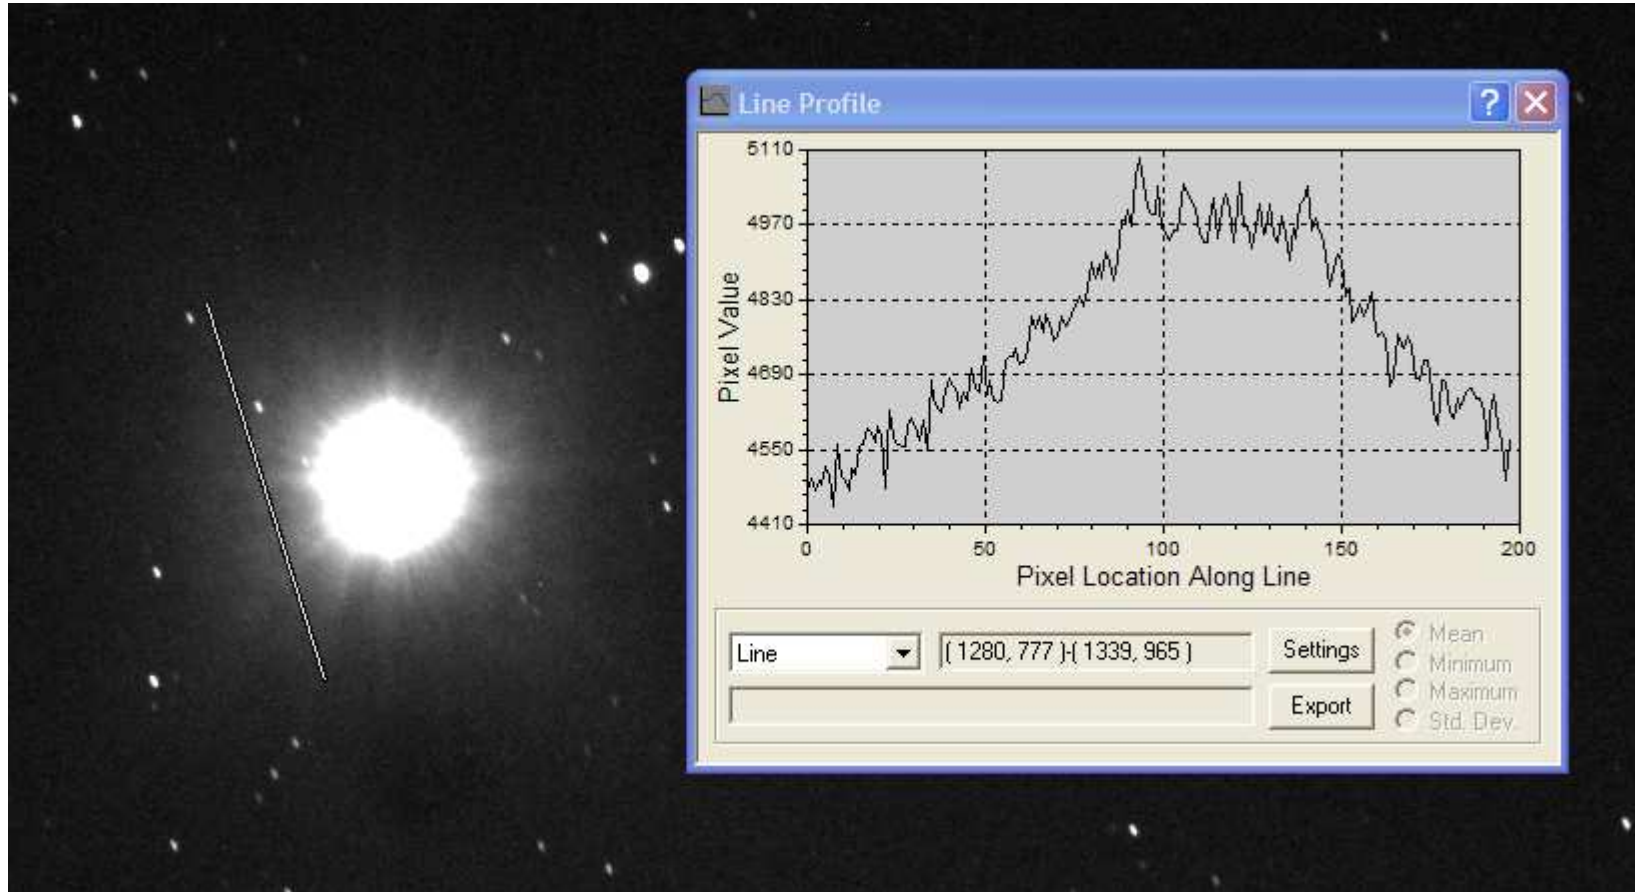 Line Profile
?
5110
4970
4830
4690
4550
4410
Pixel Value
0 50 100 150 200
Pixel Location Along Line
Line
( 1280, 777 )-( 1339, 965 )
Settings
Export
Mean
Minimum
Maximum
Std. Dev.